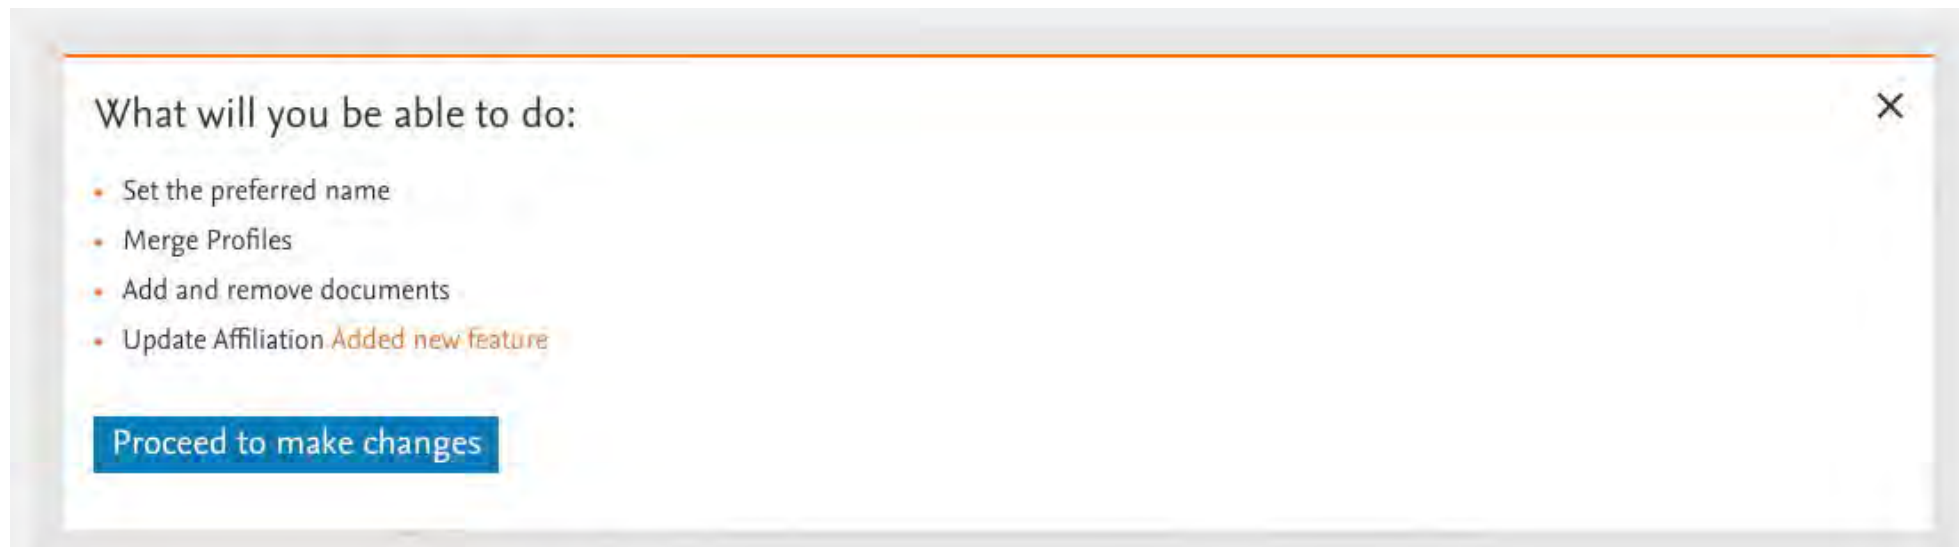 What will you be able to do:
Set the preferred name
Merge Profiles
Add and remove documents
Update Affiliation Added new feature
Proceed to make changes